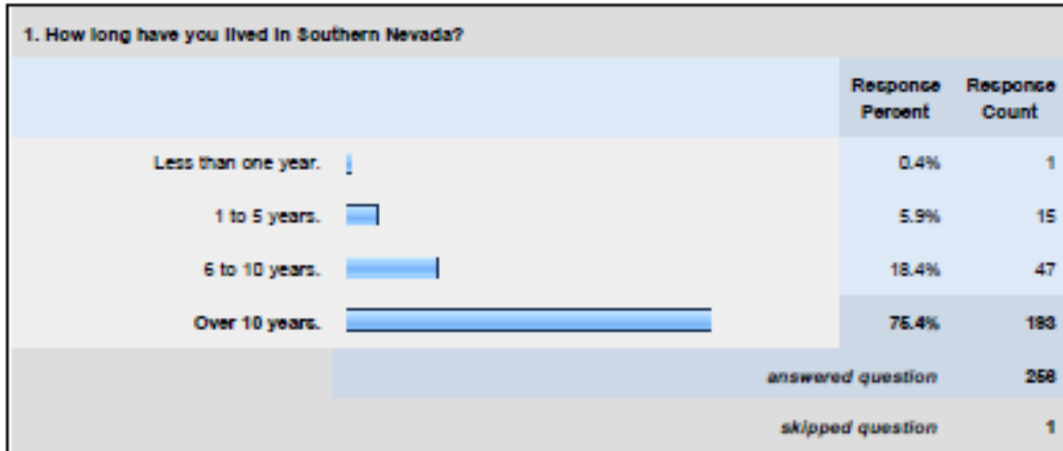 1. How long have you lived in Southern Nevada?
Response Percent Response Count
Less than one year. 0.4% 1
1 to 5 years. 5.9% 15
6 to 10 years. 18.4% 47
Over 10 years. 75.4% 193
answered question 256
skipped question 1